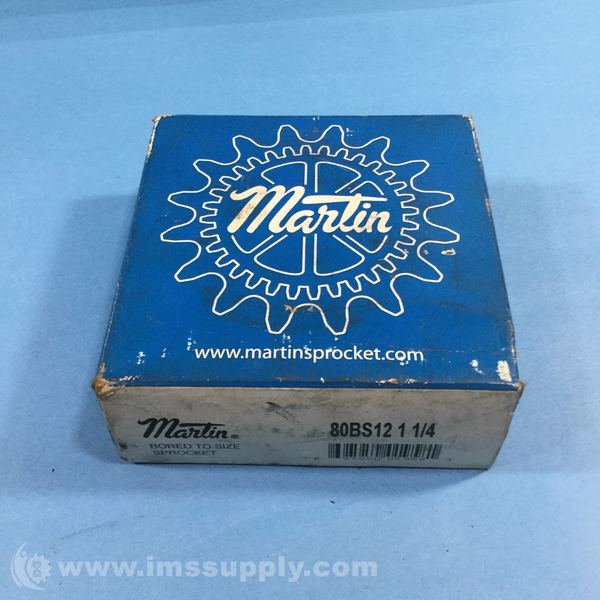 Martin
www.martinsprocket.com
Martin®
BORED TO SIZE
SPROCKET
80BS12 1 1/4
www.imssupply.com